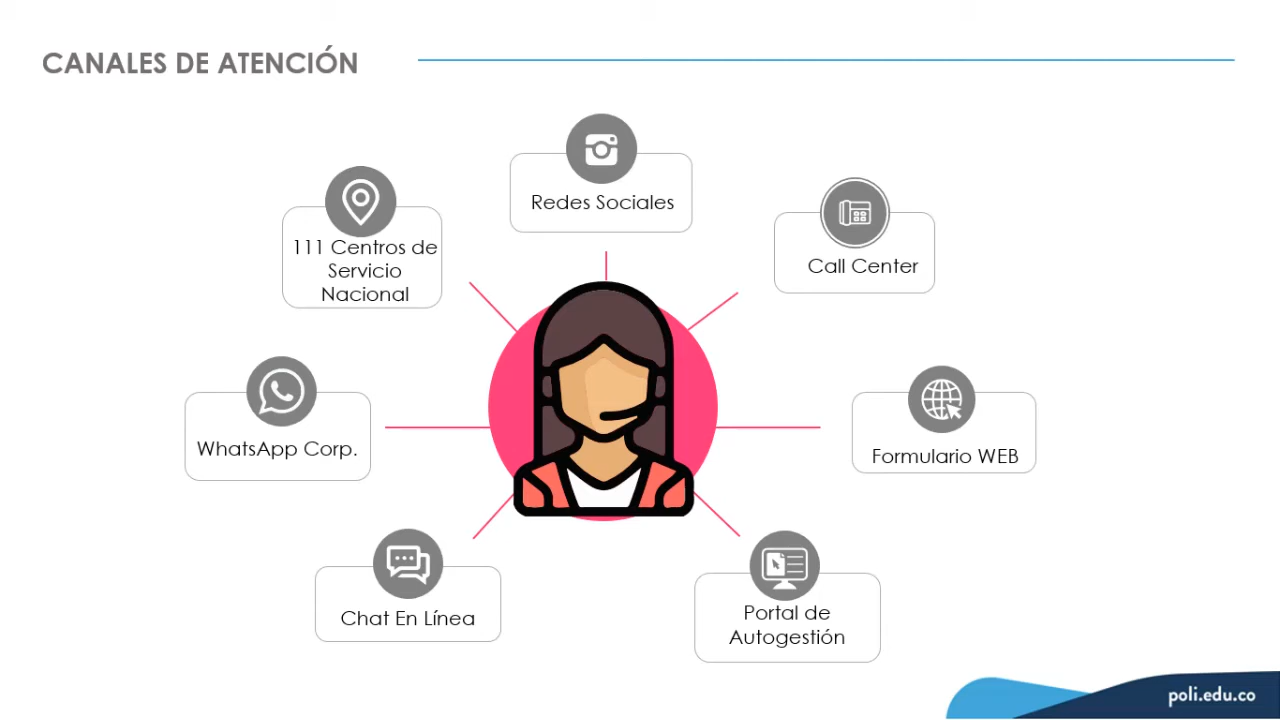 CANALES DE ATENCIÓN
Redes Sociales
111 Centros de
Servicio
Nacional
Call Center
WhatsApp Corp.
Formulario WEB
Chat En Línea
Portal de
Autogestión
poli.edu.co